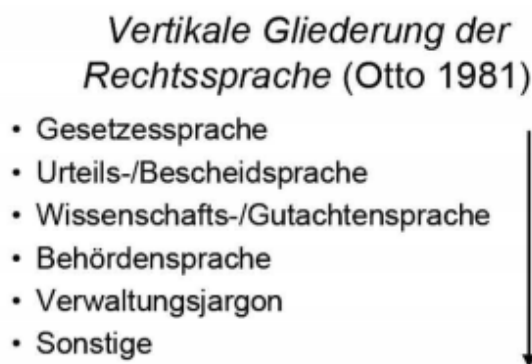 Vertikale Gliederung der
Rechtssprache (Otto 1981)
• Gesetzessprache
• Urteils-/Bescheidsprache
• Wissenschafts-/Gutachtensprache
• Behördensprache
• Verwaltungsjargon
• Sonstige